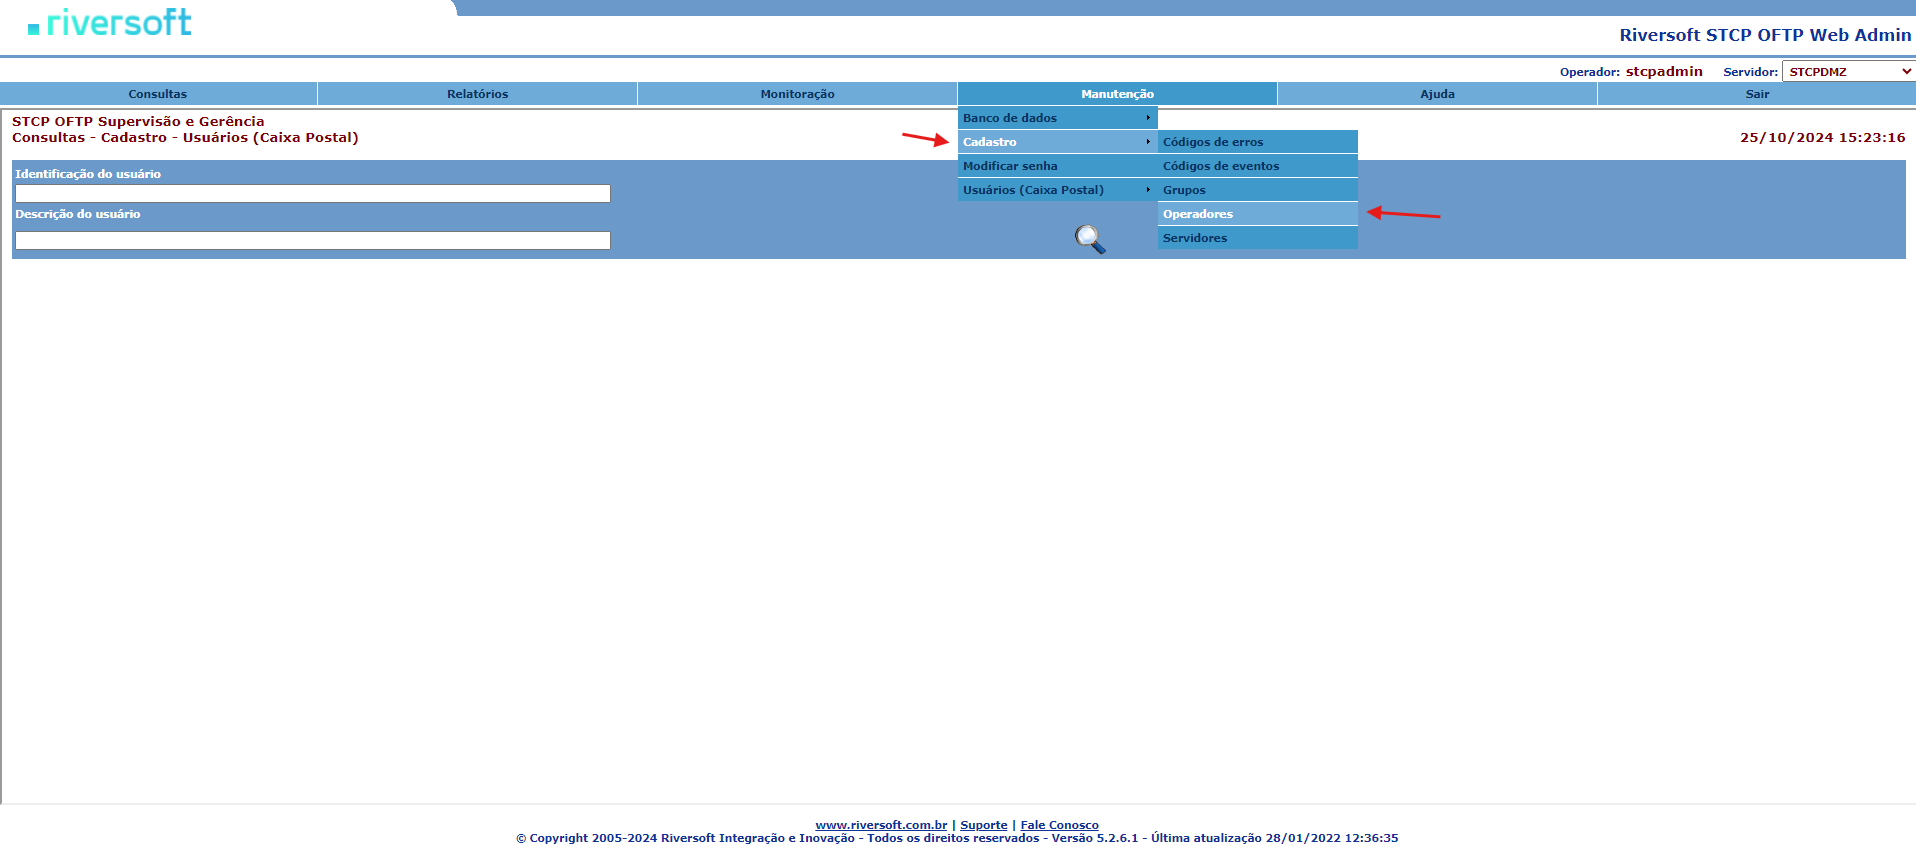 riversoft
Riversoft STCP OFTP Web Admin
Operador: stcpadmin Servidor: STCPDMZ
Consultas Relatórios Monitoração Manutenção Ajuda Sair
STCP OFTP Supervisão e Gerência
Consultas - Cadastro - Usuários (Caixa Postal)
25/10/2024 15:23:16
Banco de dados
Cadastro
Modificar senha
Usuários (Caixa Postal)
Códigos de erros
Códigos de eventos
Grupos
Operadores
Servidores
Identificação do usuário
Descrição do usuário
www.riversoft.com.br | Suporte | Fale Conosco
© Copyright 2005-2024 Riversoft Integração e Inovação - Todos os direitos reservados - Versão 5.2.6.1 - Última atualização 28/01/2022 12:36:35